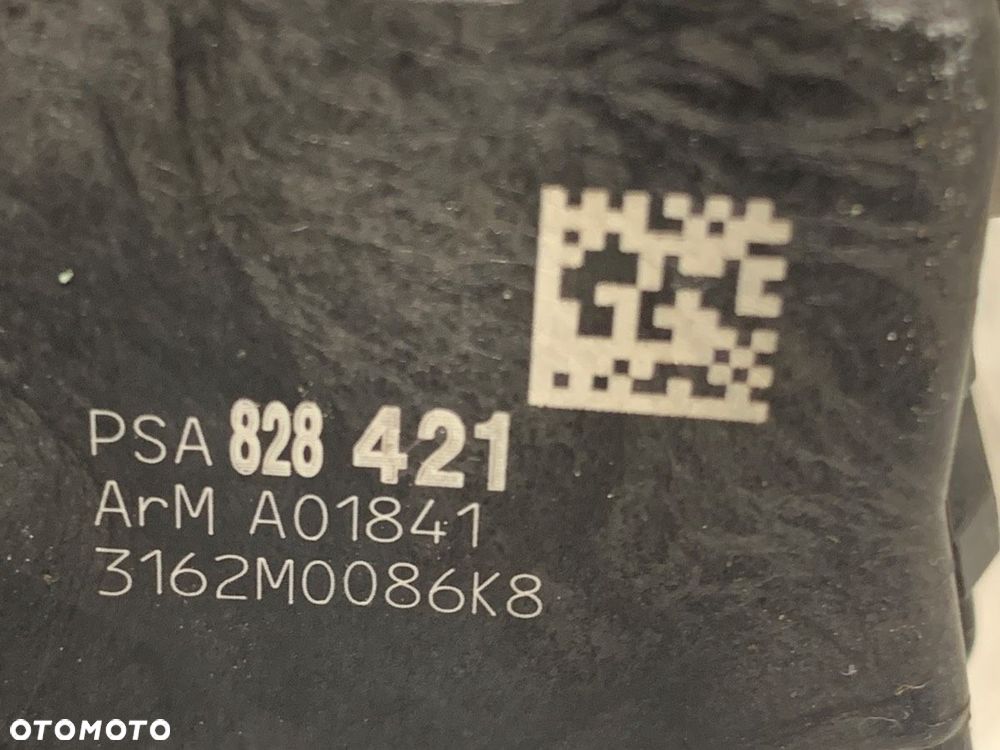 PSA 828 421
ArM A01841
3162M0086K8
OTOMOTO